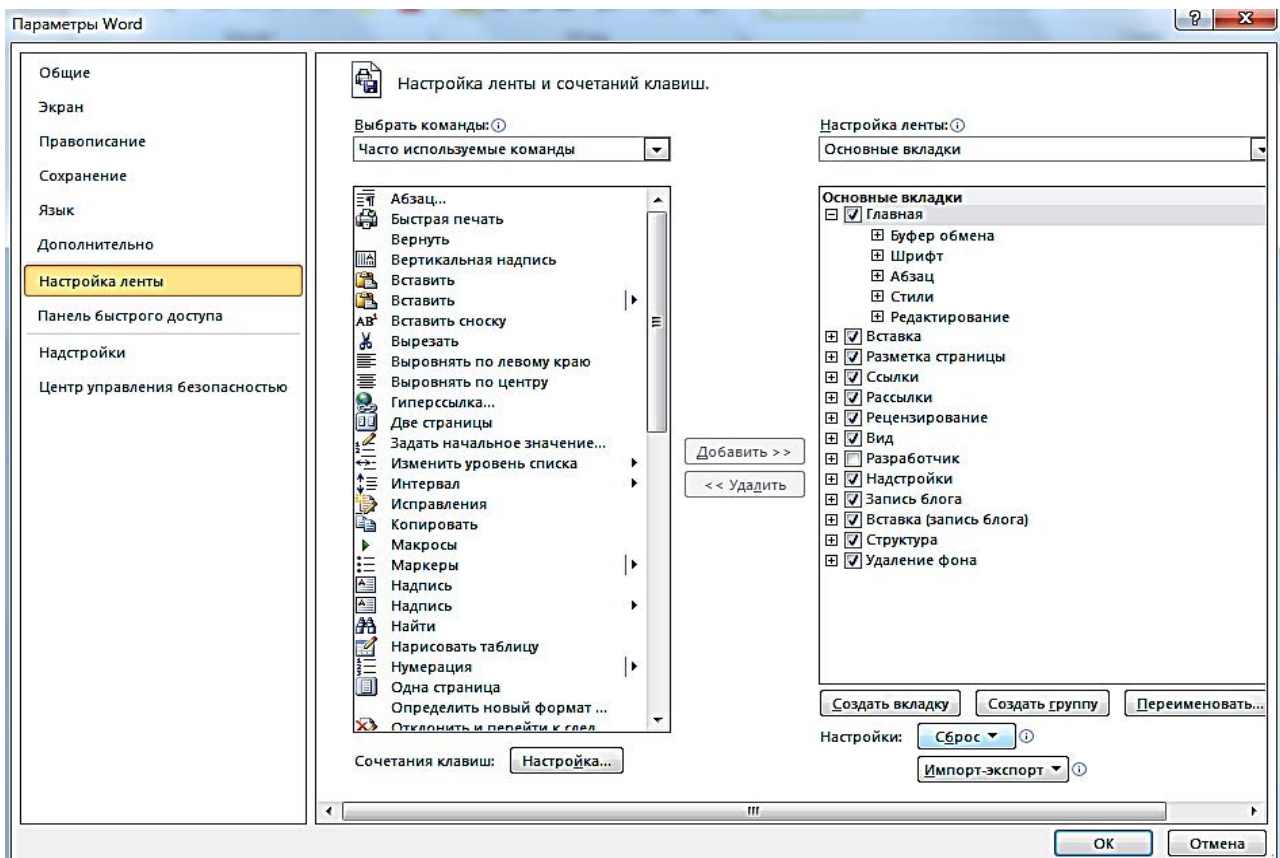 Параметры Word
Общие
Экран
Правописание
Сохранение
Язык
Дополнительно
Настройка ленты
Панель быстрого доступа
Надстройки
Центр управления безопасностью
Настройка ленты и сочетаний клавиш.
Выбрать команды:
Часто используемые команды
Абзац...
Быстрая печать
Вернуть
Вертикальная надпись
Вставить
Вставить
Вставить сноску
Вырезать
Выровнять по левому краю
Выровнять по центру
Гиперссылка...
Две страницы
Задать начальное значение...
Изменить уровень списка
Интервал
Исправления
Копировать
Макросы
Маркеры
Надпись
Надпись
Найти
Нарисовать таблицу
Нумерация
Одна страница
Определить новый формат ...
Отклонить и перейти к след
Сочетания клавиш: Настройка...
Добавить >>
<< Удалить
Настройка ленты:
Основные вкладки
Основные вкладки
Главная
Буфер обмена
Шрифт
Абзац
Стили
Редактирование
Вставка
Разметка страницы
Ссылки
Рассылки
Рецензирование
Вид
Разработчик
Надстройки
Запись блога
Вставка (запись блога)
Структура
Удаление фона
Создать вкладку Создать группу Переименовать...
Настройки: Сброс
Импорт-экспорт
ОК Отмена